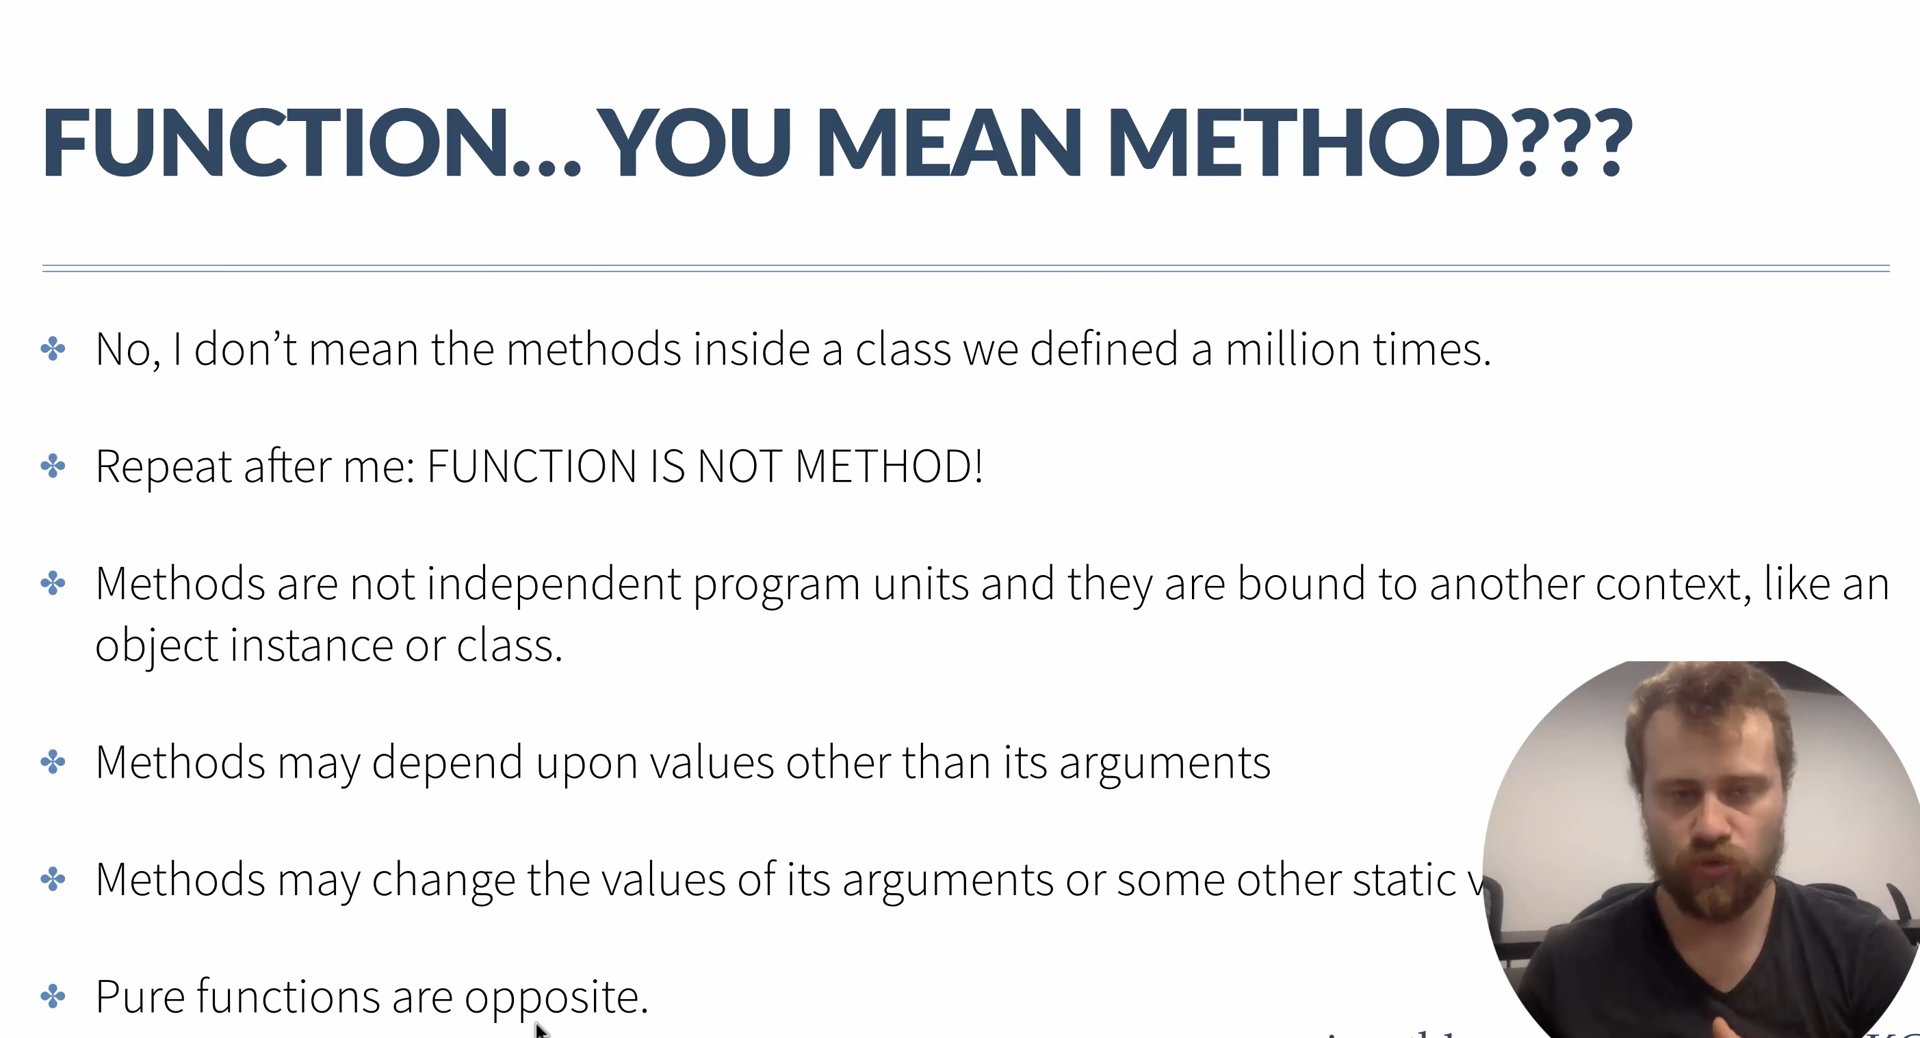 FUNCTION... YOU MEAN METHOD???
No, I don’t mean the methods inside a class we defined a million times.
Repeat after me: FUNCTION IS NOT METHOD!
Methods are not independent program units and they are bound to another context, like an
object instance or class.
Methods may depend upon values other than its arguments
Methods may change the values of its arguments or some other static
Pure functions are opposite.